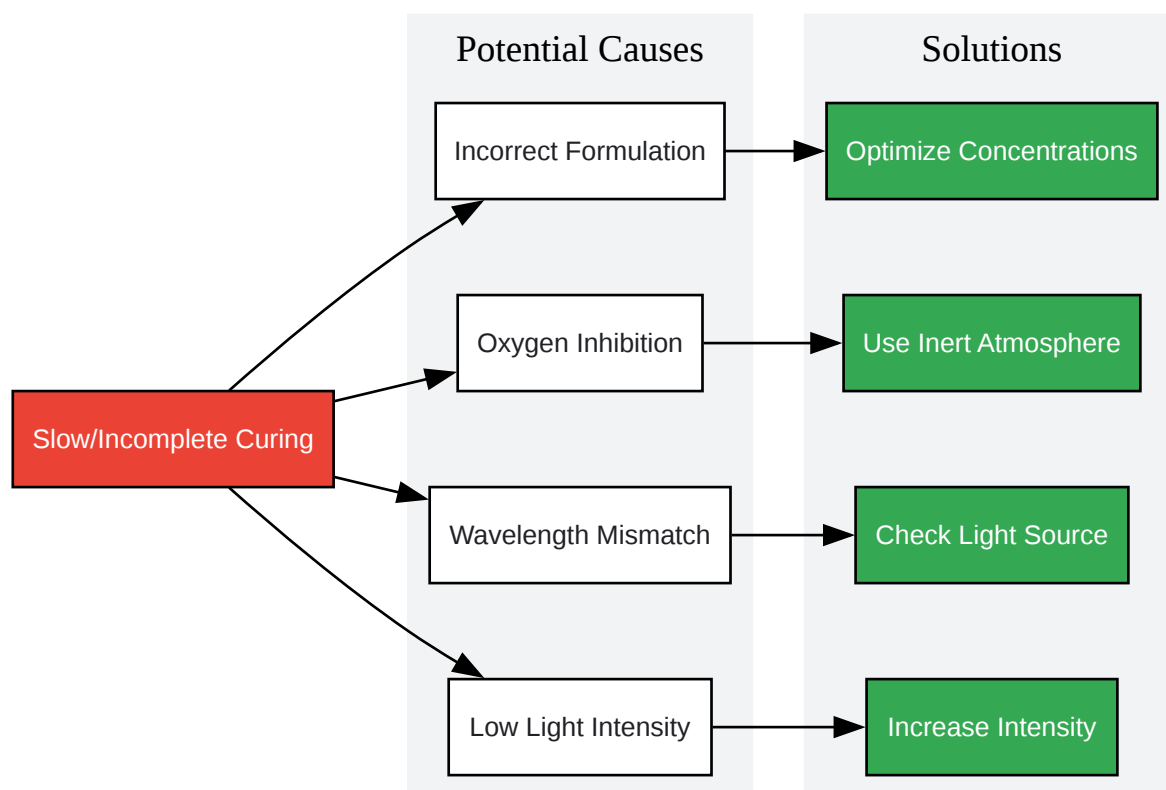 Potential Causes
Solutions
Incorrect Formulation
Optimize Concentrations
Oxygen Inhibition
Use Inert Atmosphere
Slow/Incomplete Curing
Wavelength Mismatch
Check Light Source
Low Light Intensity
Increase Intensity